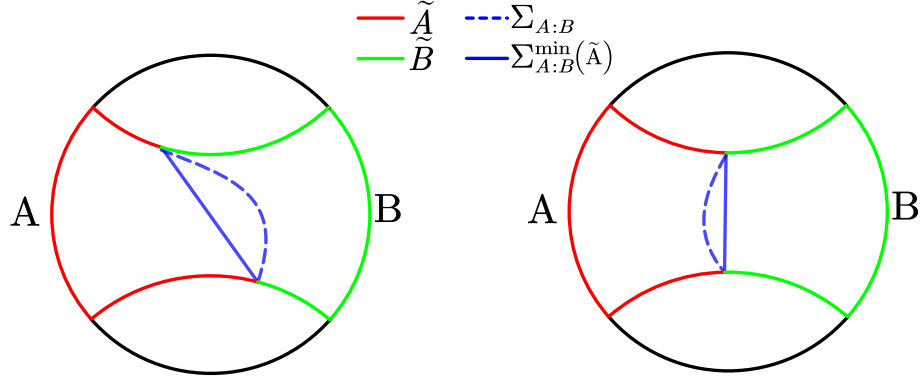 Ã Σ_{A:B}
B̃ Σ^{min}_{A:B}(Ã)
A B A B